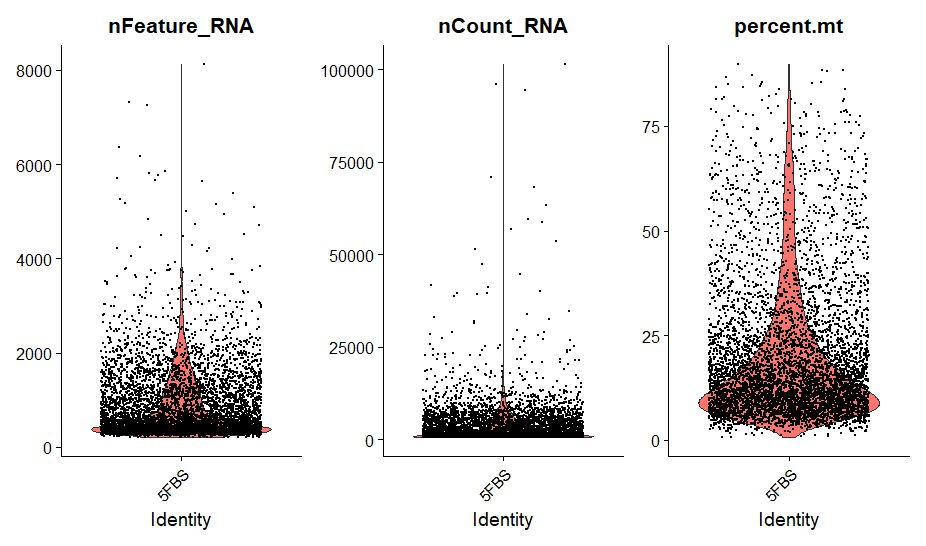 nFeature_RNA
8000
6000
4000
2000
0
5FBS
Identity
nCount_RNA
100000
75000
50000
25000
0
5FBS
Identity
percent.mt
75
50
25
0
5FBS
Identity